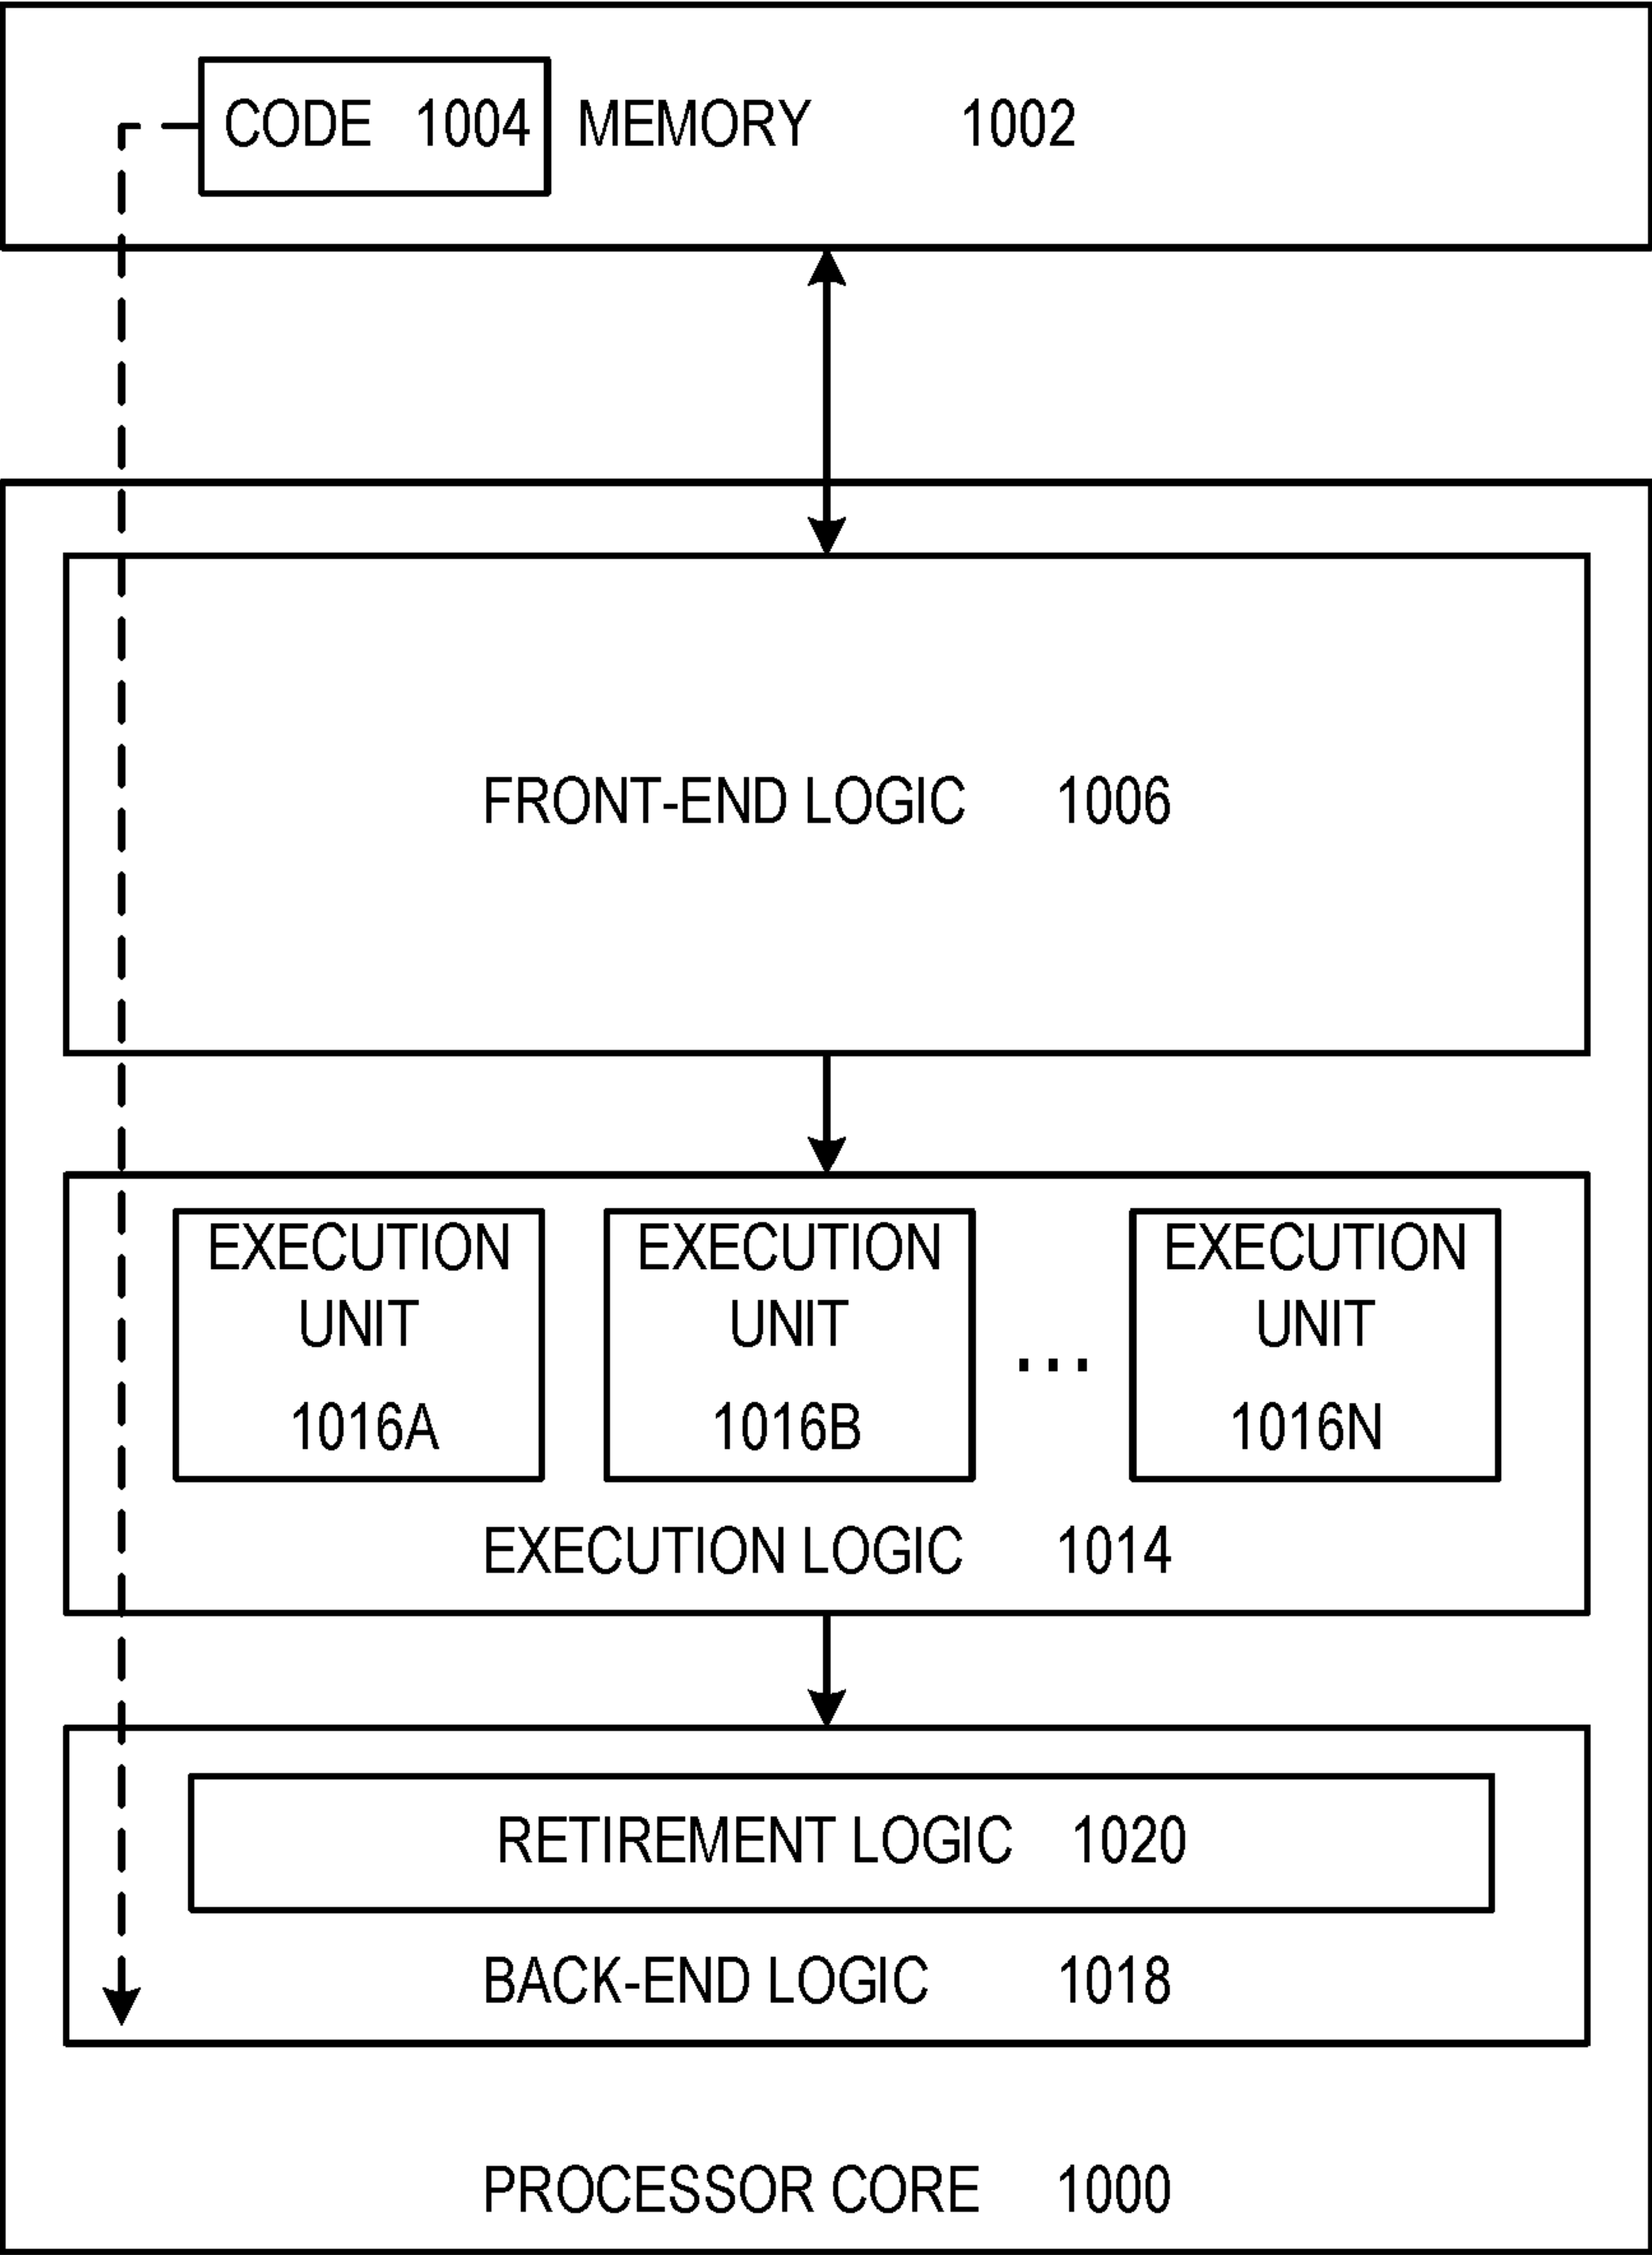 CODE 1004 MEMORY 1002
FRONT-END LOGIC 1006
EXECUTION UNIT 1016A
EXECUTION UNIT 1016B
...
EXECUTION UNIT 1016N
EXECUTION LOGIC 1014
RETIREMENT LOGIC 1020
BACK-END LOGIC 1018
PROCESSOR CORE 1000